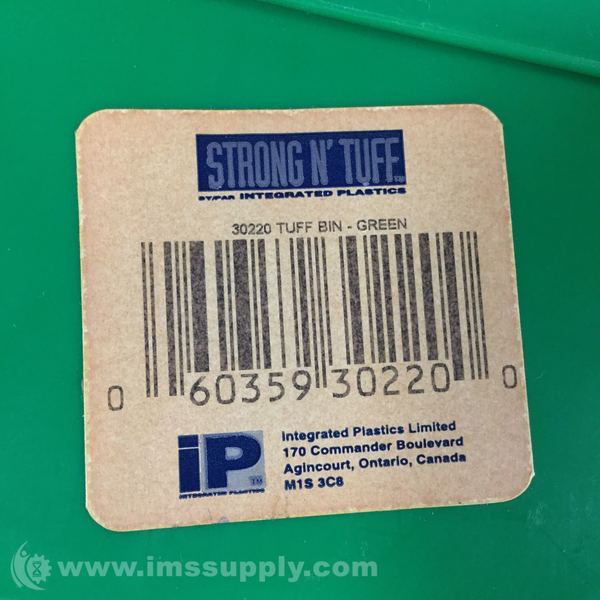 STRONG N' TUFF
BY/PAR INTEGRATED PLASTICS
30220 TUFF BIN - GREEN
0 60359 30220 0
iP TM
INTEGRATED PLASTICS
Integrated Plastics Limited
170 Commander Boulevard
Agincourt, Ontario, Canada
M1S 3C8
© www.imssupply.com